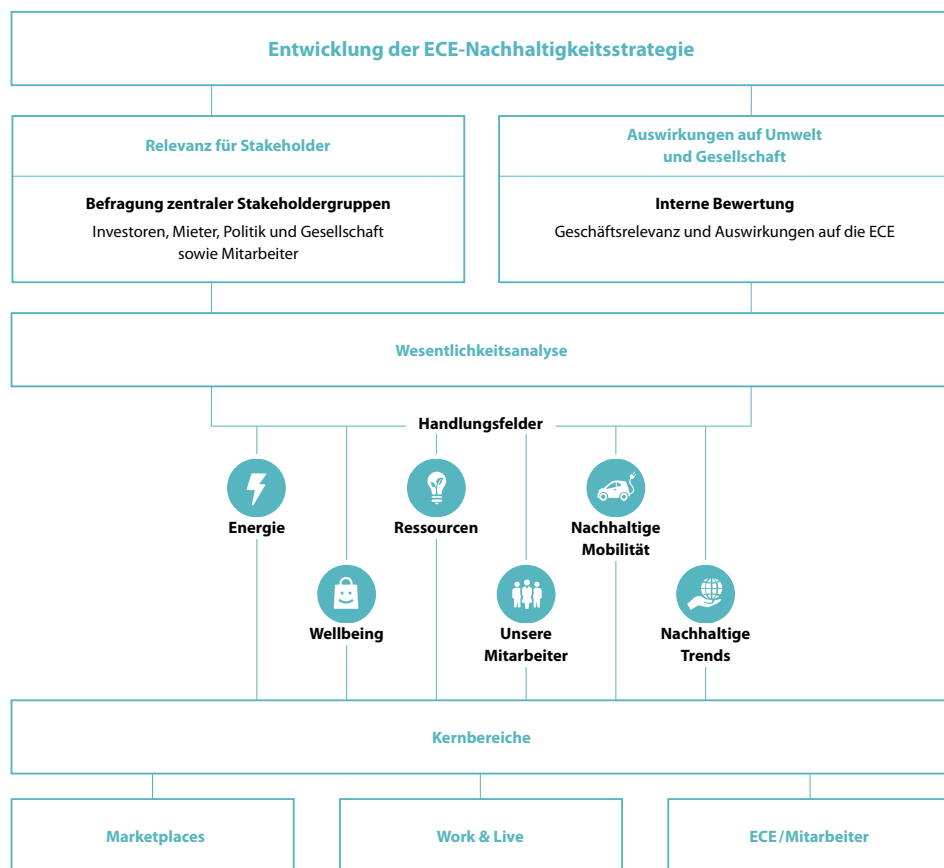 Entwicklung der ECE-Nachhaltigkeitsstrategie
Relevanz für Stakeholder
Befragung zentraler Stakeholdergruppen
Investoren, Mieter, Politik und Gesellschaft
sowie Mitarbeiter
Auswirkungen auf Umwelt
und Gesellschaft
Interne Bewertung
Geschäftsrelevanz und Auswirkungen auf die ECE
Wesentlichkeitsanalyse
Handlungsfelder
Energie
Ressourcen
Nachhaltige
Mobilität
Wellbeing
Unsere
Mitarbeiter
Nachhaltige
Trends
Kernbereiche
Marketplaces
Work & Live
ECE/Mitarbeiter